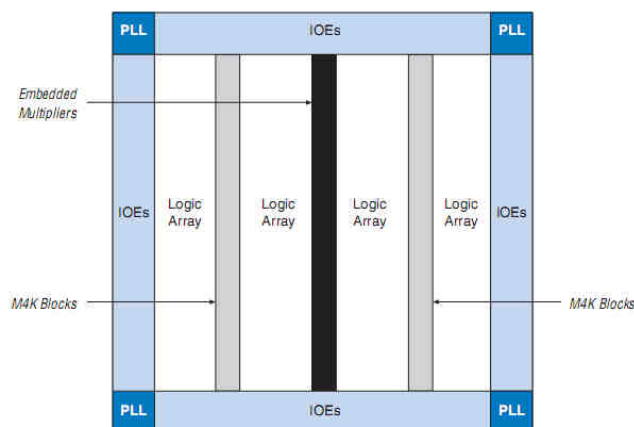 PLL
IOEs
PLL
Embedded
Multipliers
IOEs
Logic
Array
Logic
Array
Logic
Array
Logic
Array
IOEs
M4K Blocks
M4K Blocks
PLL
IOEs
PLL